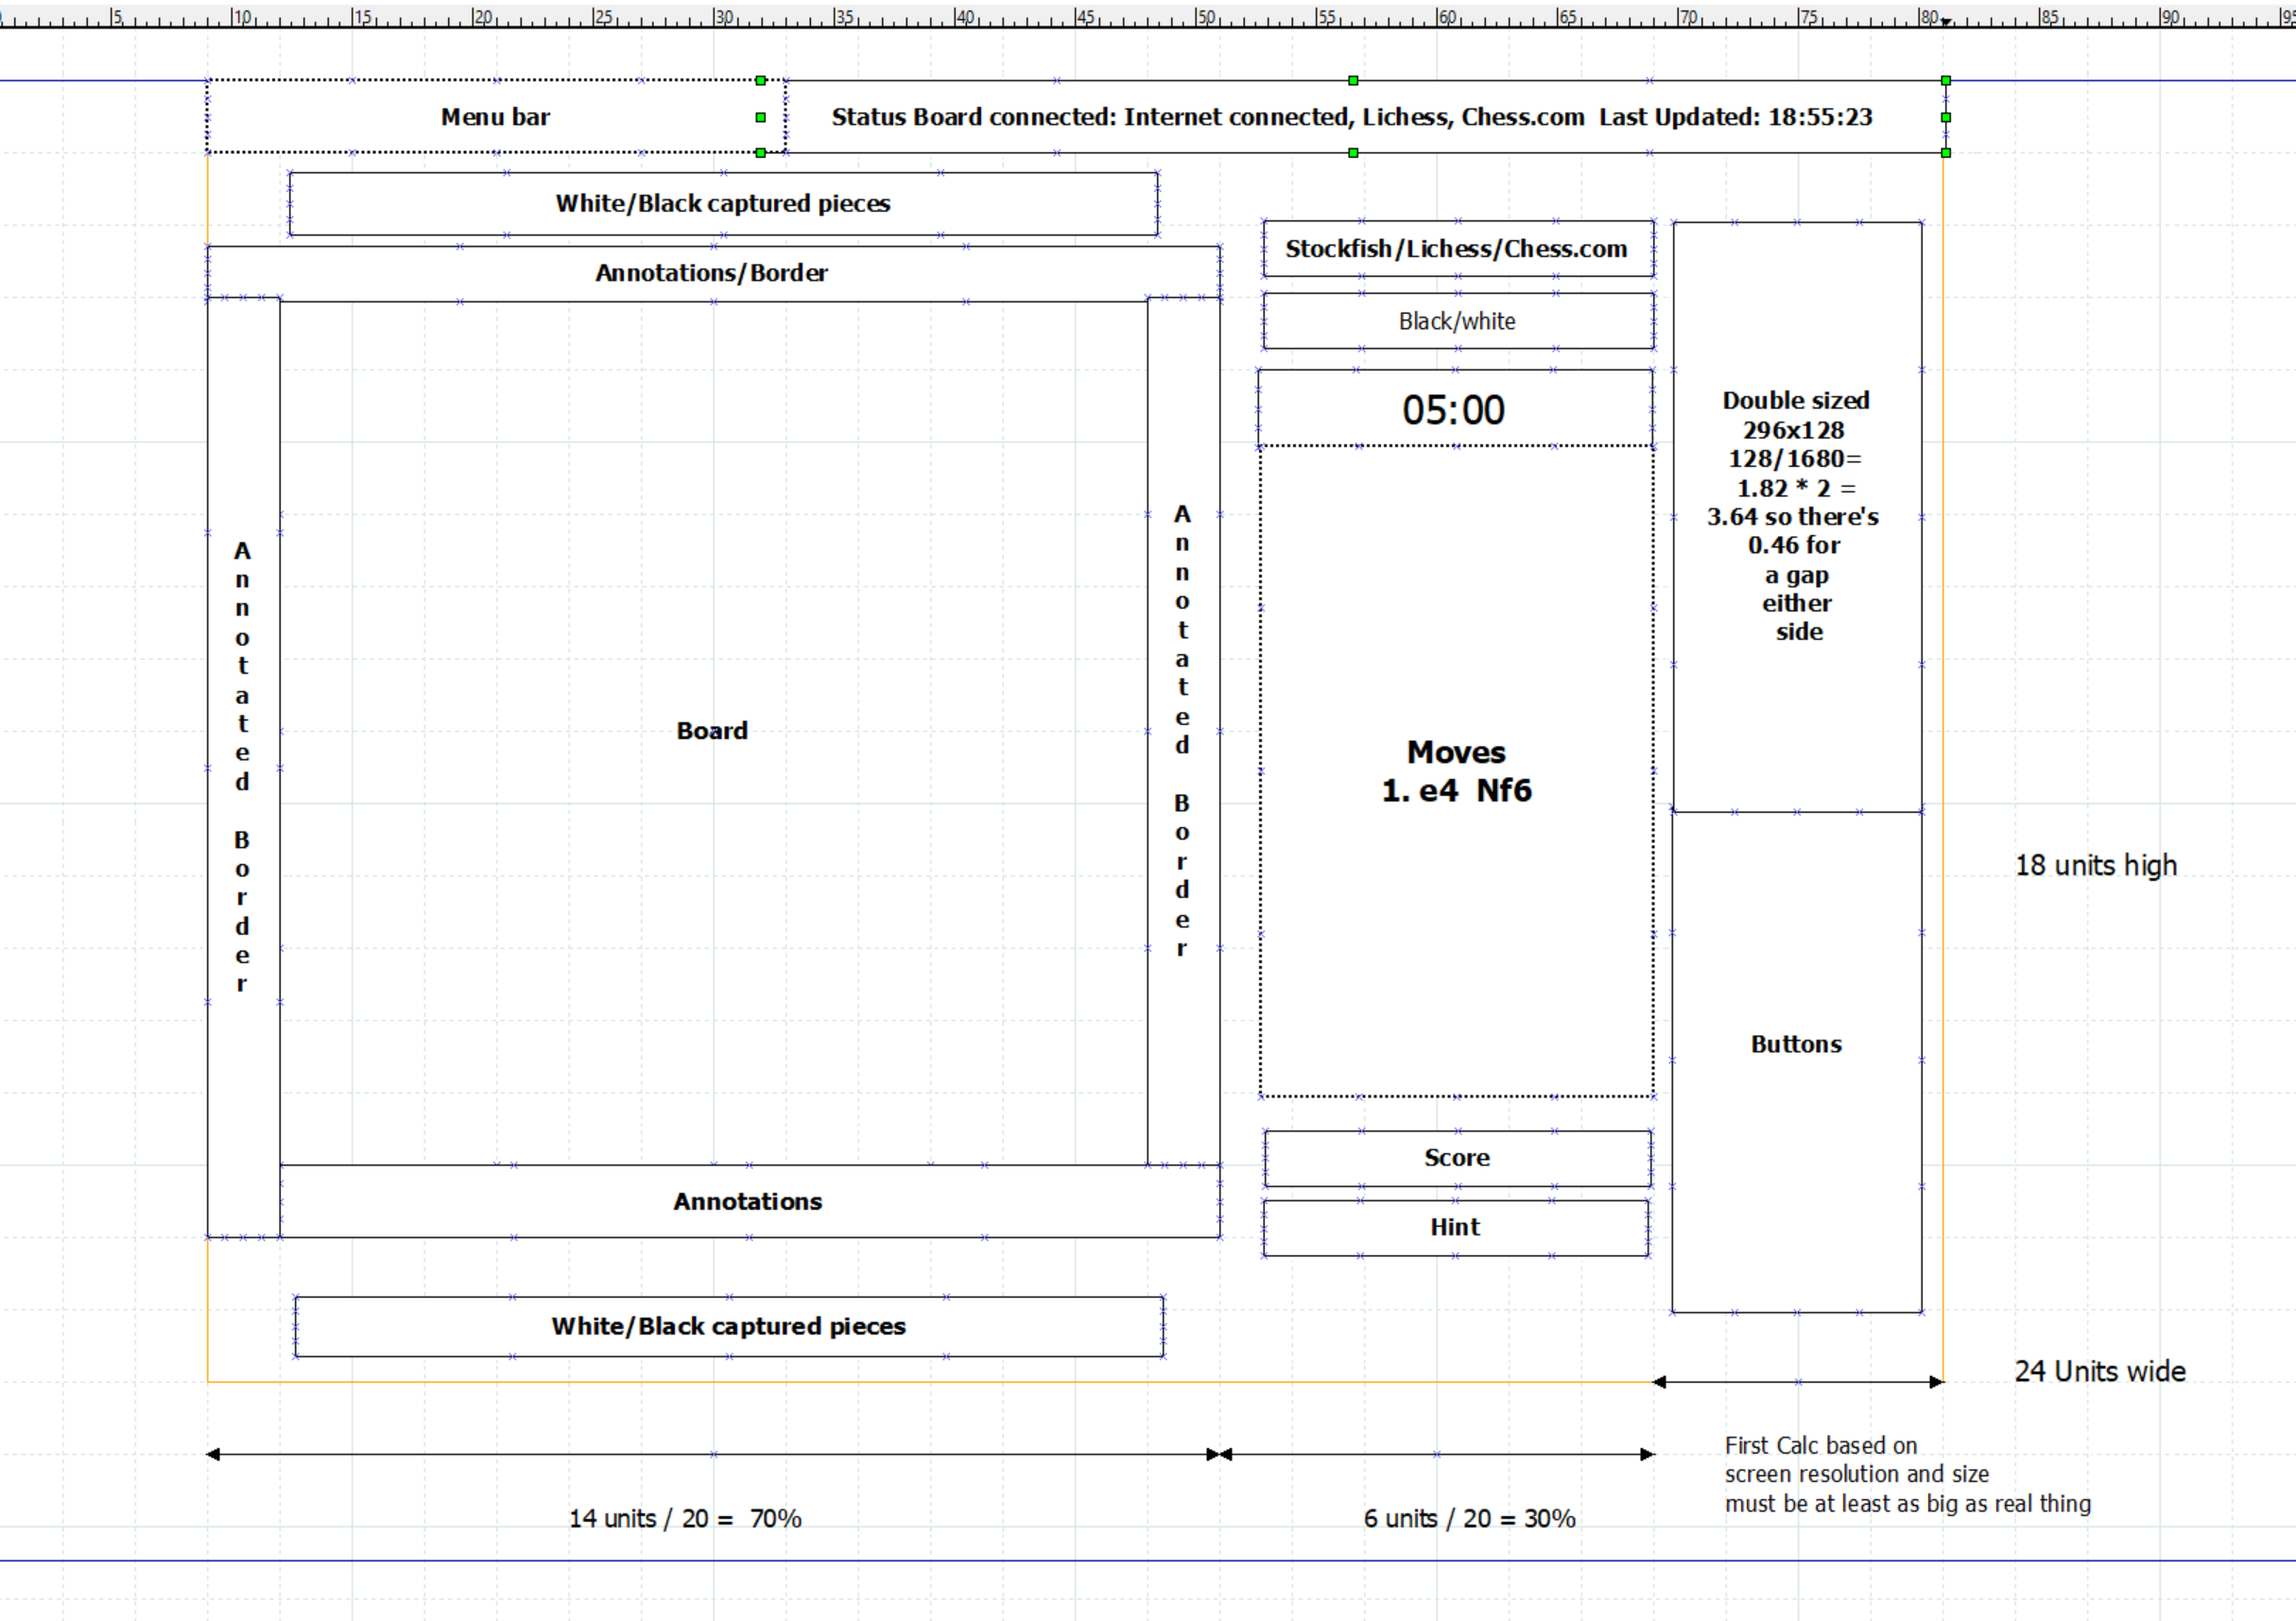 5 10 15 20 25 30 35 40 45 50 55 60 65 70 75 80 85 90 95
Menu bar
Status Board connected: Internet connected, Lichess, Chess.com Last Updated: 18:55:23
White/Black captured pieces
Annotations/Border
Stockfish/Lichess/Chess.com
Black/white
05:00
Double sized
296x128
128/1680=
1.82 * 2 =
3.64 so there's
0.46 for
a gap
either
side
Annotated Border
Board
Annotated Border
Moves
1. e4 Nf6
18 units high
Buttons
Score
Annotations
Hint
White/Black captured pieces
24 Units wide
First Calc based on
screen resolution and size
must be at least as big as real thing
14 units / 20 = 70%
6 units / 20 = 30%